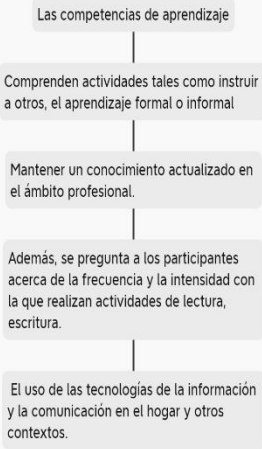 Las competencias de aprendizaje
Comprenden actividades tales como instruir
a otros, el aprendizaje formal o informal
Mantener un conocimiento actualizado en
el ámbito profesional.
Además, se pregunta a los participantes
acerca de la frecuencia y la intensidad con
la que realizan actividades de lectura,
escritura.
El uso de las tecnologías de la información
y la comunicación en el hogar y otros
contextos.